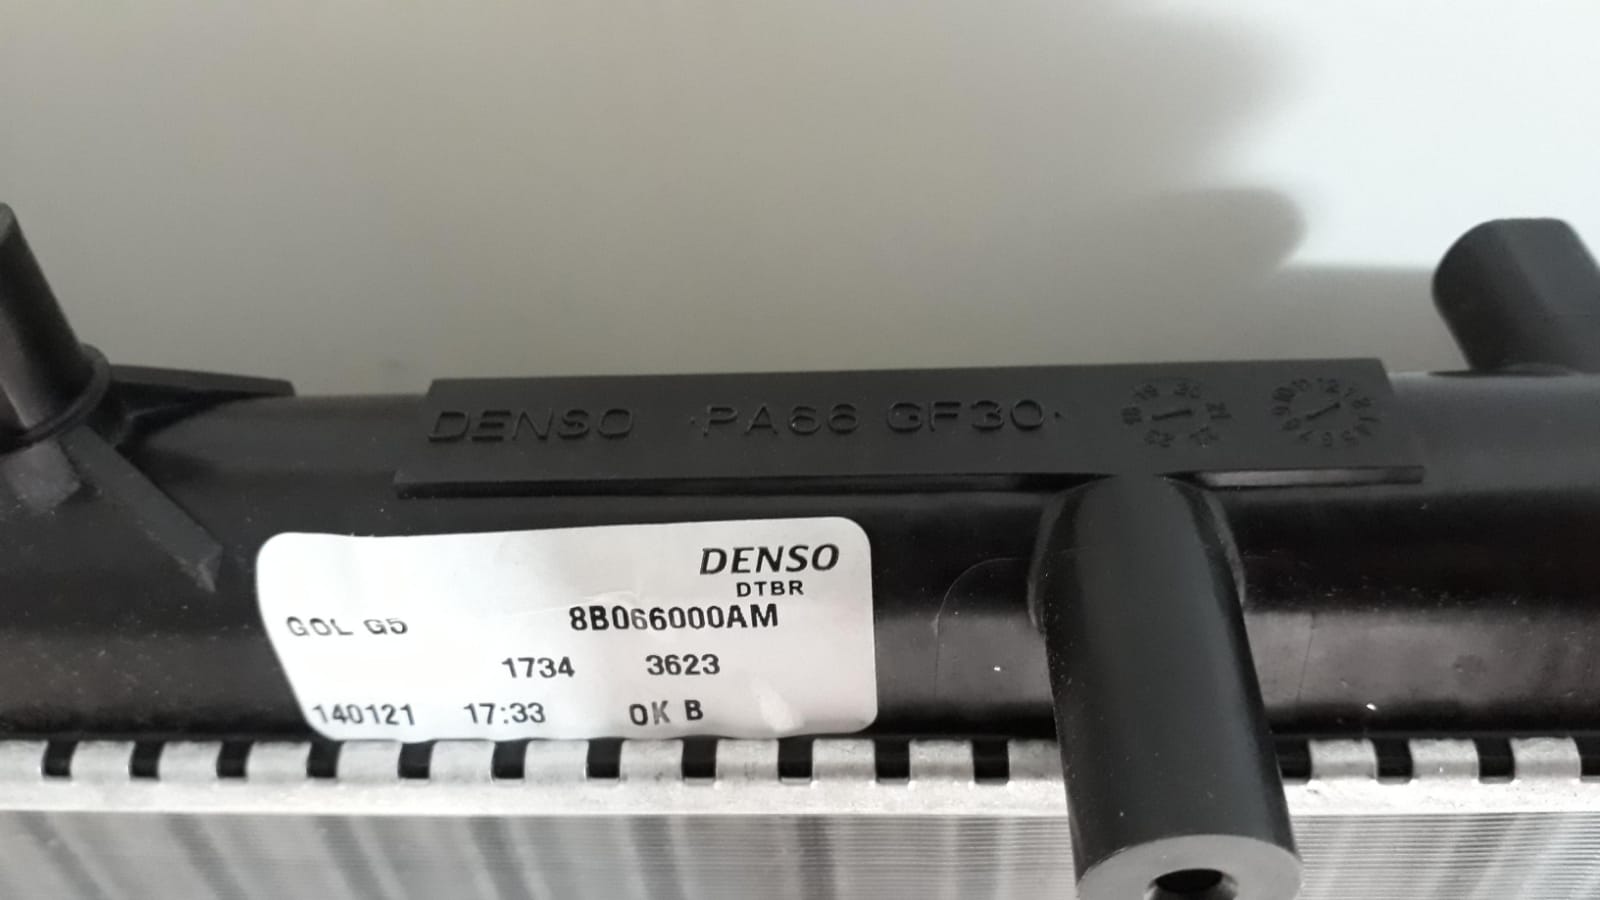 DENSO ·PA66 GF30·
DENSO
DTBR
GOL G5 8B066000AM
1734 3623
140121 17:33 OK B